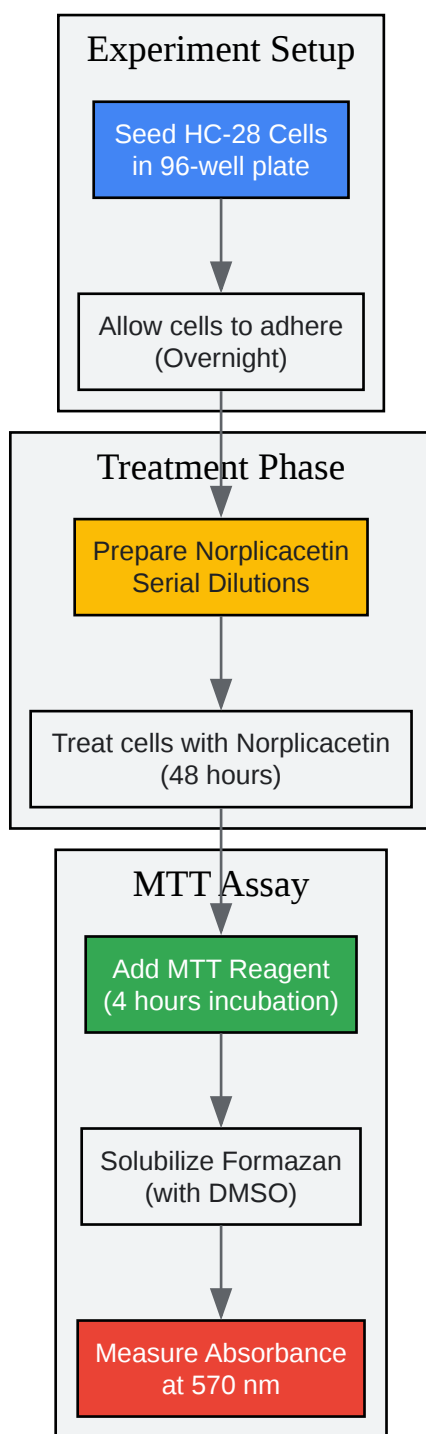 Experiment Setup
Seed HC-28 Cells
in 96-well plate
Allow cells to adhere
(Overnight)
Treatment Phase
Prepare Norplicacetin
Serial Dilutions
Treat cells with Norplicacetin
(48 hours)
MTT Assay
Add MTT Reagent
(4 hours incubation)
Solubilize Formazan
(with DMSO)
Measure Absorbance
at 570 nm